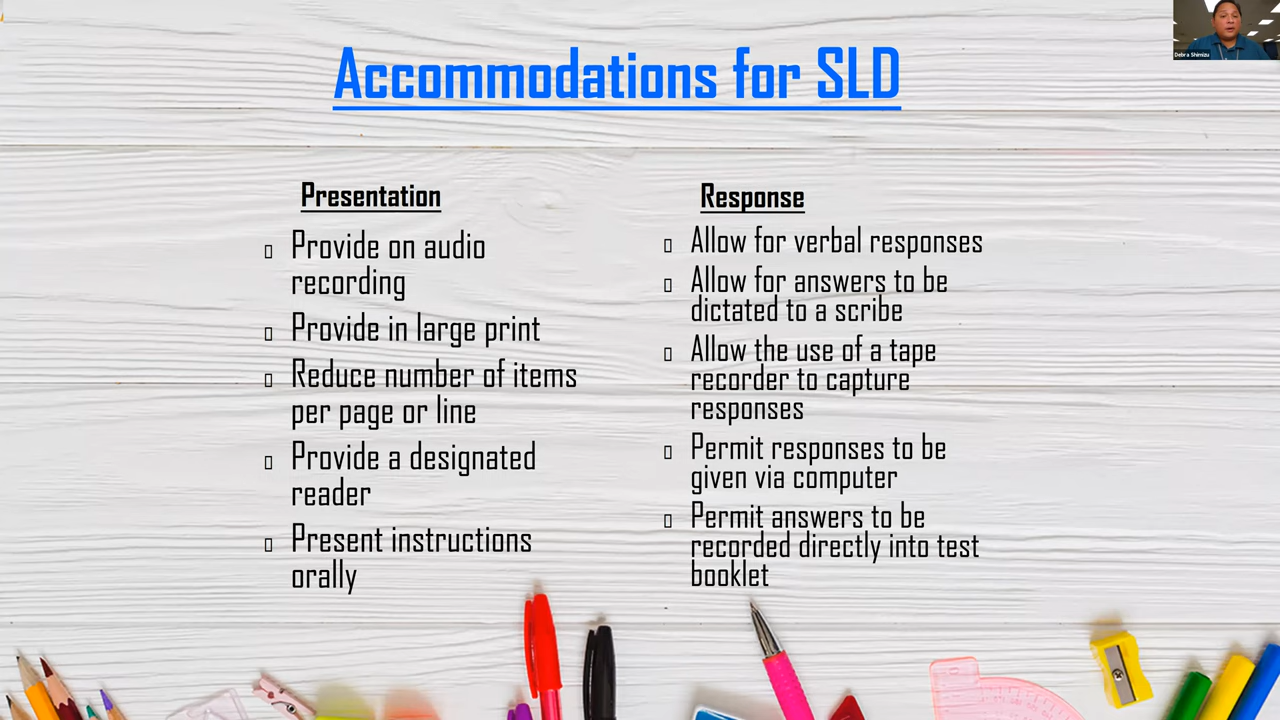 Accommodations for SLD
Debra Shimizu
Presentation
Provide on audio
recording
Provide in large print
Reduce number of items
per page or line
Provide a designated
reader
Present instructions
orally
Response
Allow for verbal responses
Allow for answers to be
dictated to a scribe
Allow the use of a tape
recorder to capture
responses
Permit responses to be
given via computer
Permit answers to be
recorded directly into test
booklet